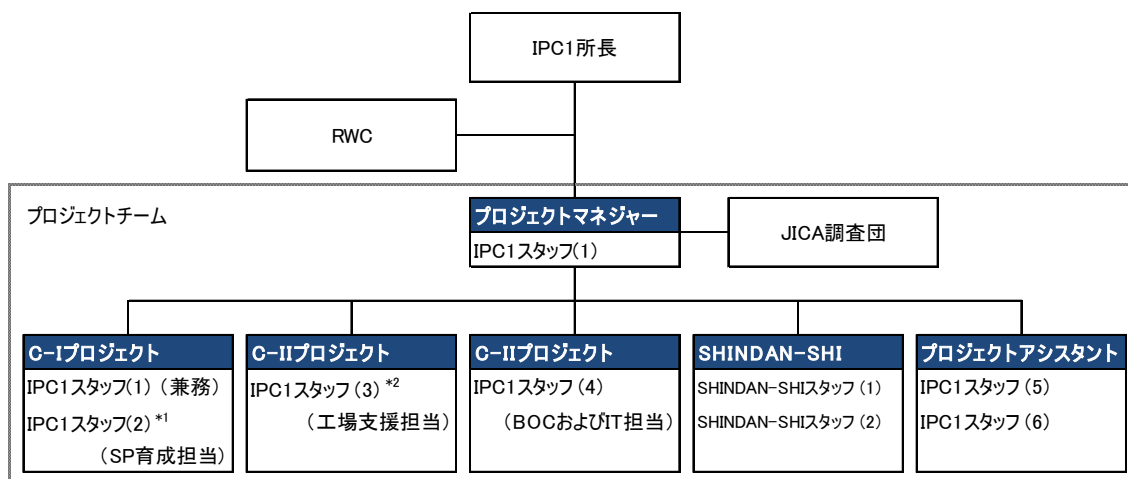 IPC1所長
RWC
プロジェクトチーム
プロジェクトマネジャー
IPC1スタッフ(1)
JICA調査団
C-Iプロジェクト
IPC1スタッフ(1) (兼務)
IPC1スタッフ(2) *1
(SP育成担当)
C-IIプロジェクト
IPC1スタッフ(3) *2
(工場支援担当)
C-IIプロジェクト
IPC1スタッフ(4)
(BOCおよびIT担当)
SHINDAN-SHI
SHINDAN-SHIスタッフ(1)
SHINDAN-SHIスタッフ(2)
プロジェクトアシスタント
IPC1スタッフ(5)
IPC1スタッフ(6)